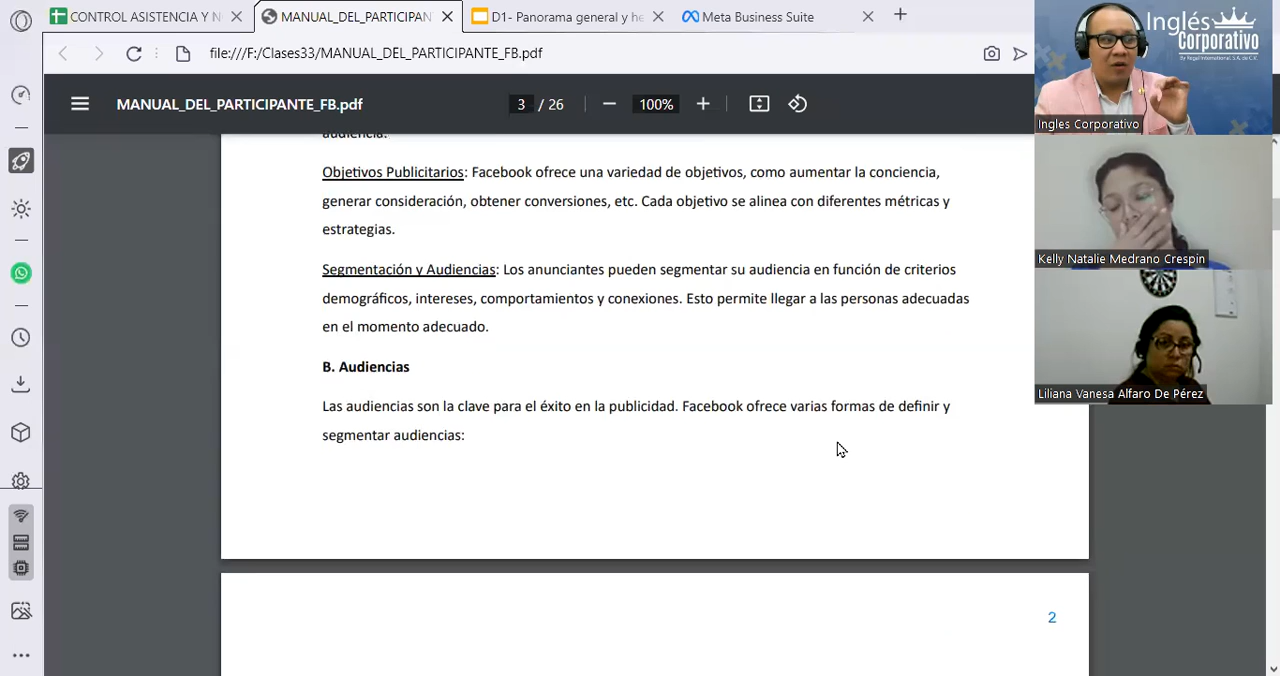 CONTROL ASISTENCIA Y N
MANUAL_DEL_PARTICIPAN
D1- Panorama general y he
Meta Business Suite
file:///F:/Clases33/MANUAL_DEL_PARTICIPANTE_FB.pdf
MANUAL_DEL_PARTICIPANTE_FB.pdf
3 / 26
100%
audiencia.
Objetivos Publicitarios: Facebook ofrece una variedad de objetivos, como aumentar la conciencia,
generar consideración, obtener conversiones, etc. Cada objetivo se alinea con diferentes métricas y
estrategias.
Segmentación y Audiencias: Los anunciantes pueden segmentar su audiencia en función de criterios
demográficos, intereses, comportamientos y conexiones. Esto permite llegar a las personas adecuadas
en el momento adecuado.
B. Audiencias
Las audiencias son la clave para el éxito en la publicidad. Facebook ofrece varias formas de definir y
segmentar audiencias:
2
Inglés
Corporativo
By Regal International, S.A. de C.V.
Ingles Corporativo
Kelly Natalie Medrano Crespin
Liliana Vanesa Alfaro De Pérez